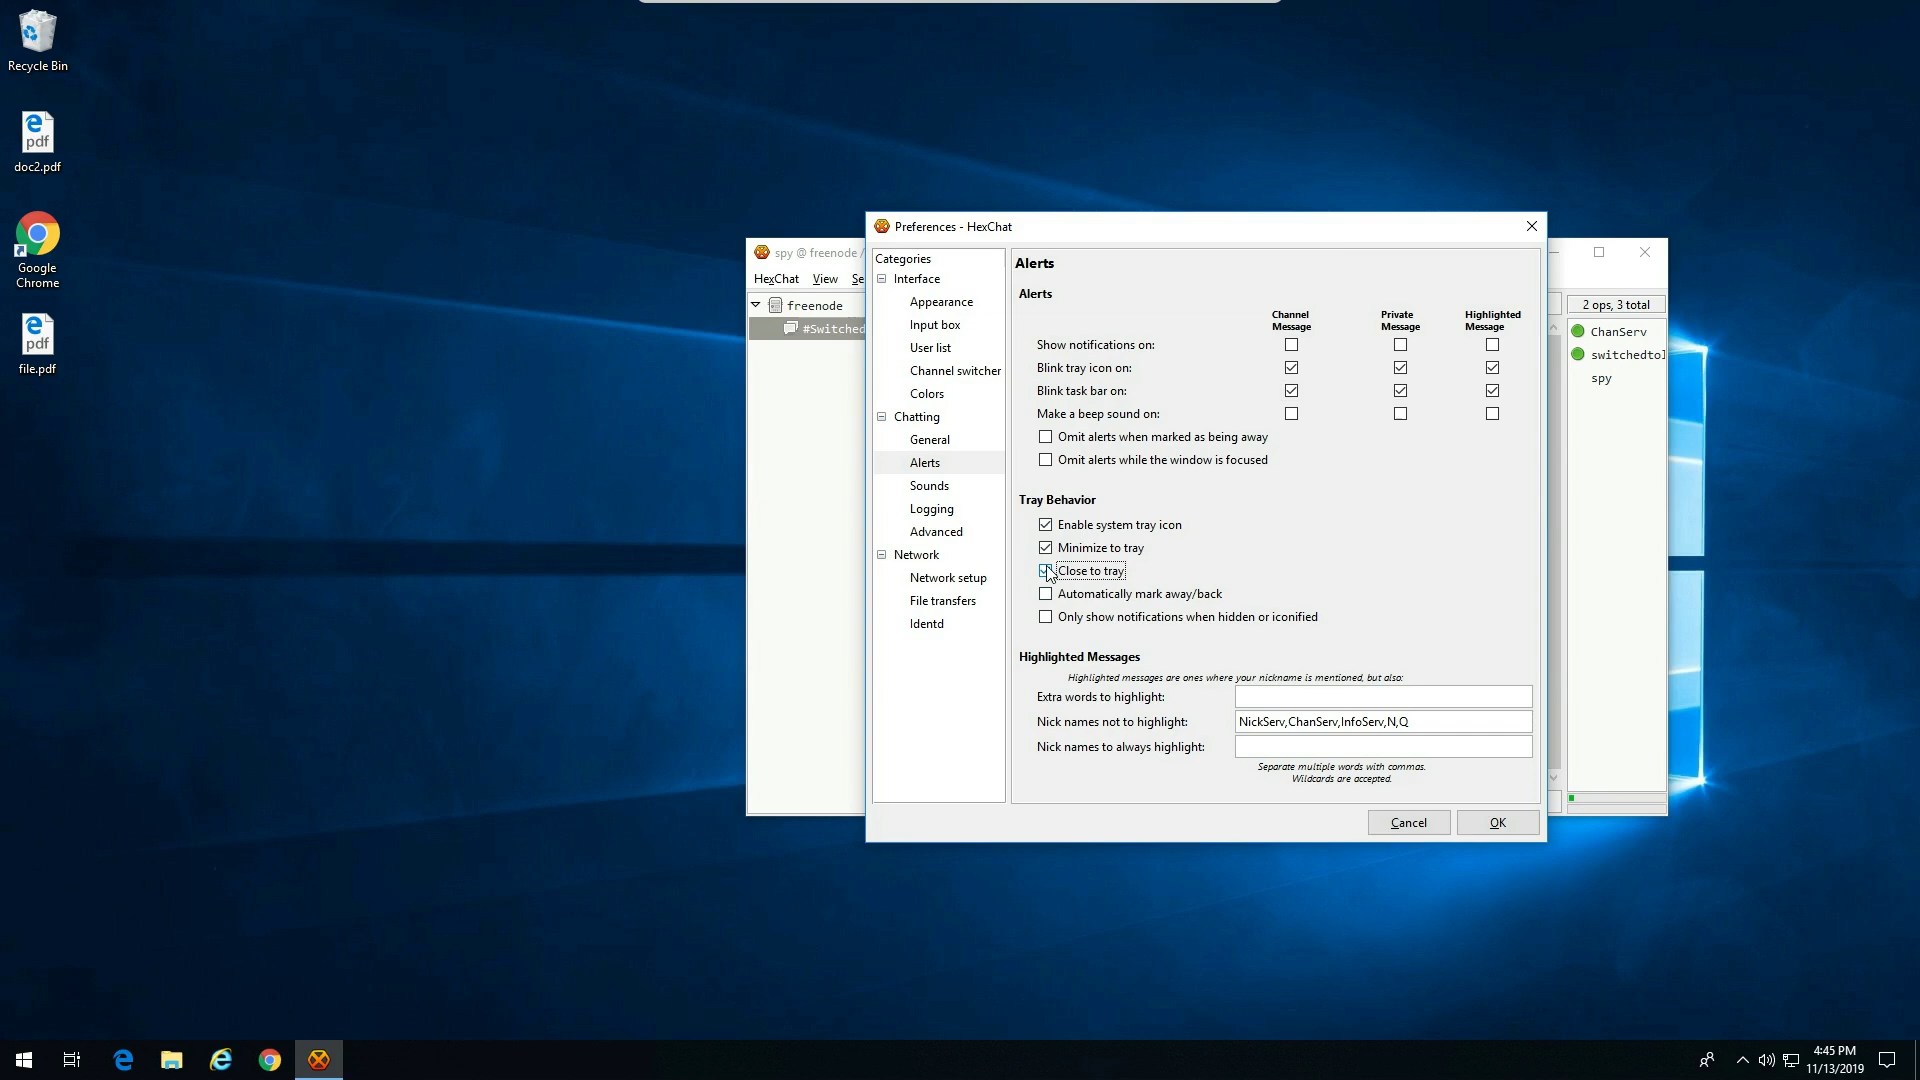 Recycle Bin
pdf
doc2.pdf
Google
Chrome
pdf
file.pdf
spy @ freenode /
HexChat View Se
freenode
#Switched
2 ops, 3 total
ChanServ
switchedtol
spy
Preferences - HexChat
Categories
Interface
Appearance
Input box
User list
Channel switcher
Colors
Chatting
General
Alerts
Sounds
Logging
Advanced
Network
Network setup
File transfers
Identd
Alerts
Alerts
Channel Message
Private Message
Highlighted Message
Show notifications on:
Blink tray icon on:
Blink task bar on:
Make a beep sound on:
Omit alerts when marked as being away
Omit alerts while the window is focused
Tray Behavior
Enable system tray icon
Minimize to tray
Close to tray
Automatically mark away/back
Only show notifications when hidden or iconified
Highlighted Messages
Highlighted messages are ones where your nickname is mentioned, but also:
Extra words to highlight:
Nick names not to highlight: NickServ,ChanServ,InfoServ,N,Q
Nick names to always highlight:
Separate multiple words with commas.
Wildcards are accepted.
Cancel OK
4:45 PM
11/13/2019